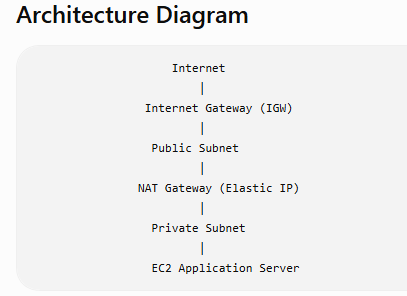 Architecture Diagram
Internet
|
Internet Gateway (IGW)
|
Public Subnet
|
NAT Gateway (Elastic IP)
|
Private Subnet
|
EC2 Application Server